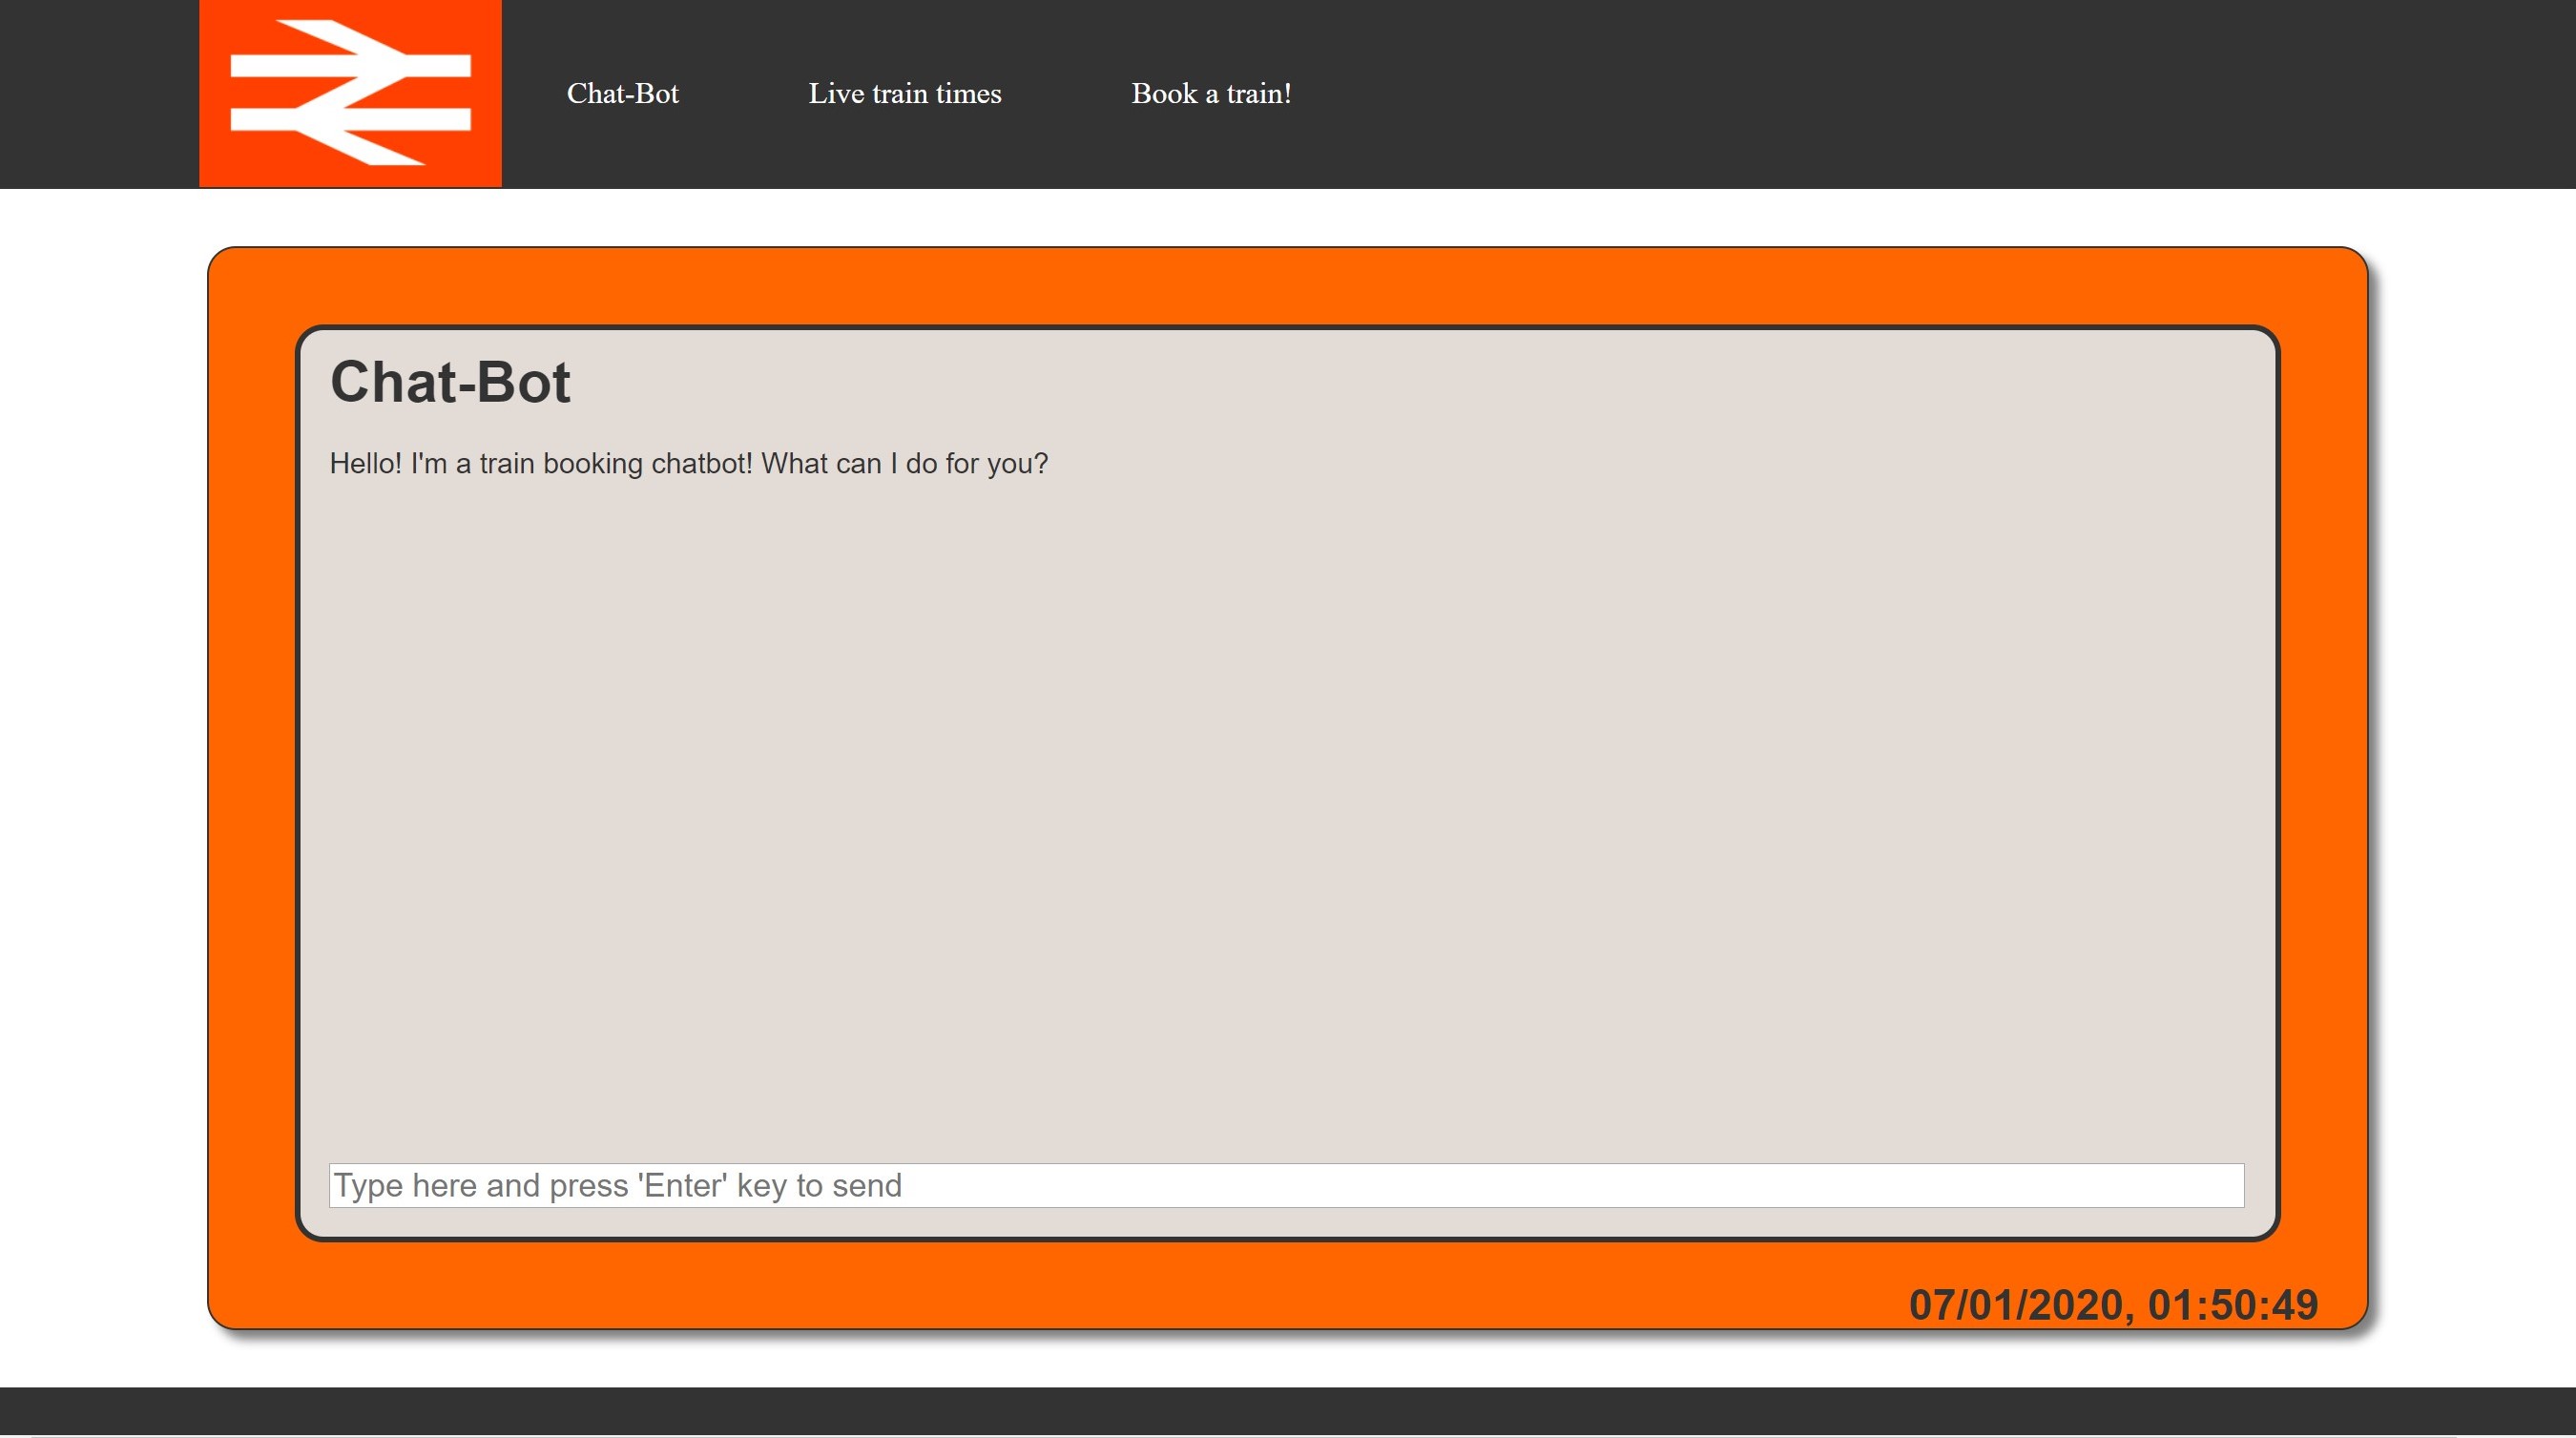 Chat-Bot Live train times Book a train!
Chat-Bot
Hello! I'm a train booking chatbot! What can I do for you?
Type here and press 'Enter' key to send
07/01/2020, 01:50:49